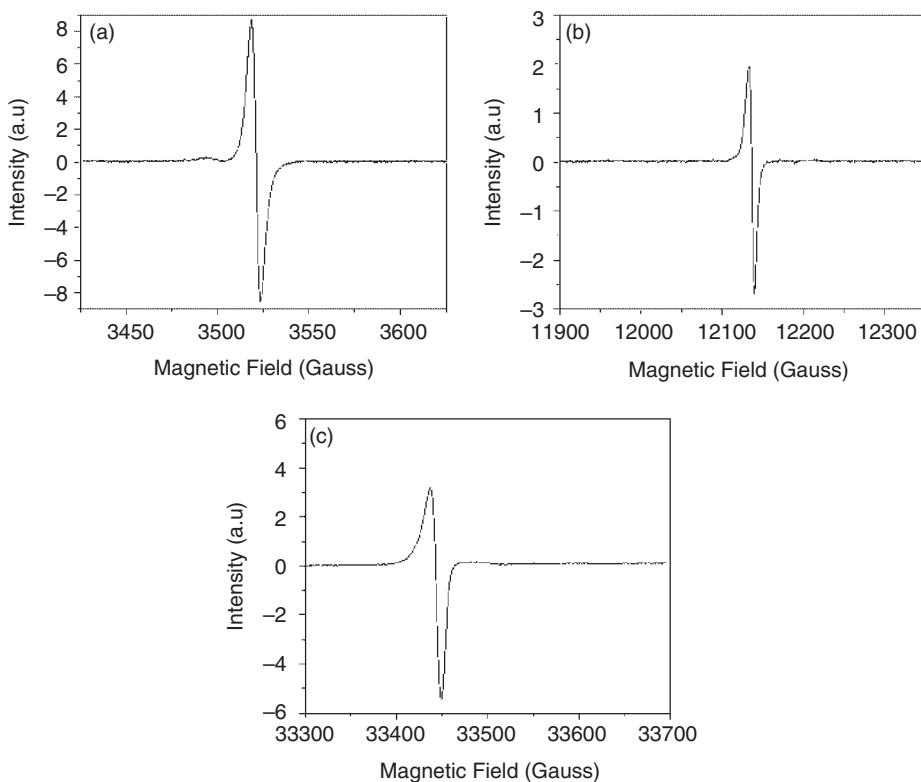 (a)
8
6
4
2
0
–2
–4
–6
–8
Intensity (a.u)
3450 3500 3550 3600
Magnetic Field (Gauss)
(b)
3
2
1
0
–1
–2
–3
Intensity (a.u)
11900 12000 12100 12200 12300
Magnetic Field (Gauss)
(c)
6
4
2
0
–2
–4
–6
Intensity (a.u)
33300 33400 33500 33600 33700
Magnetic Field (Gauss)